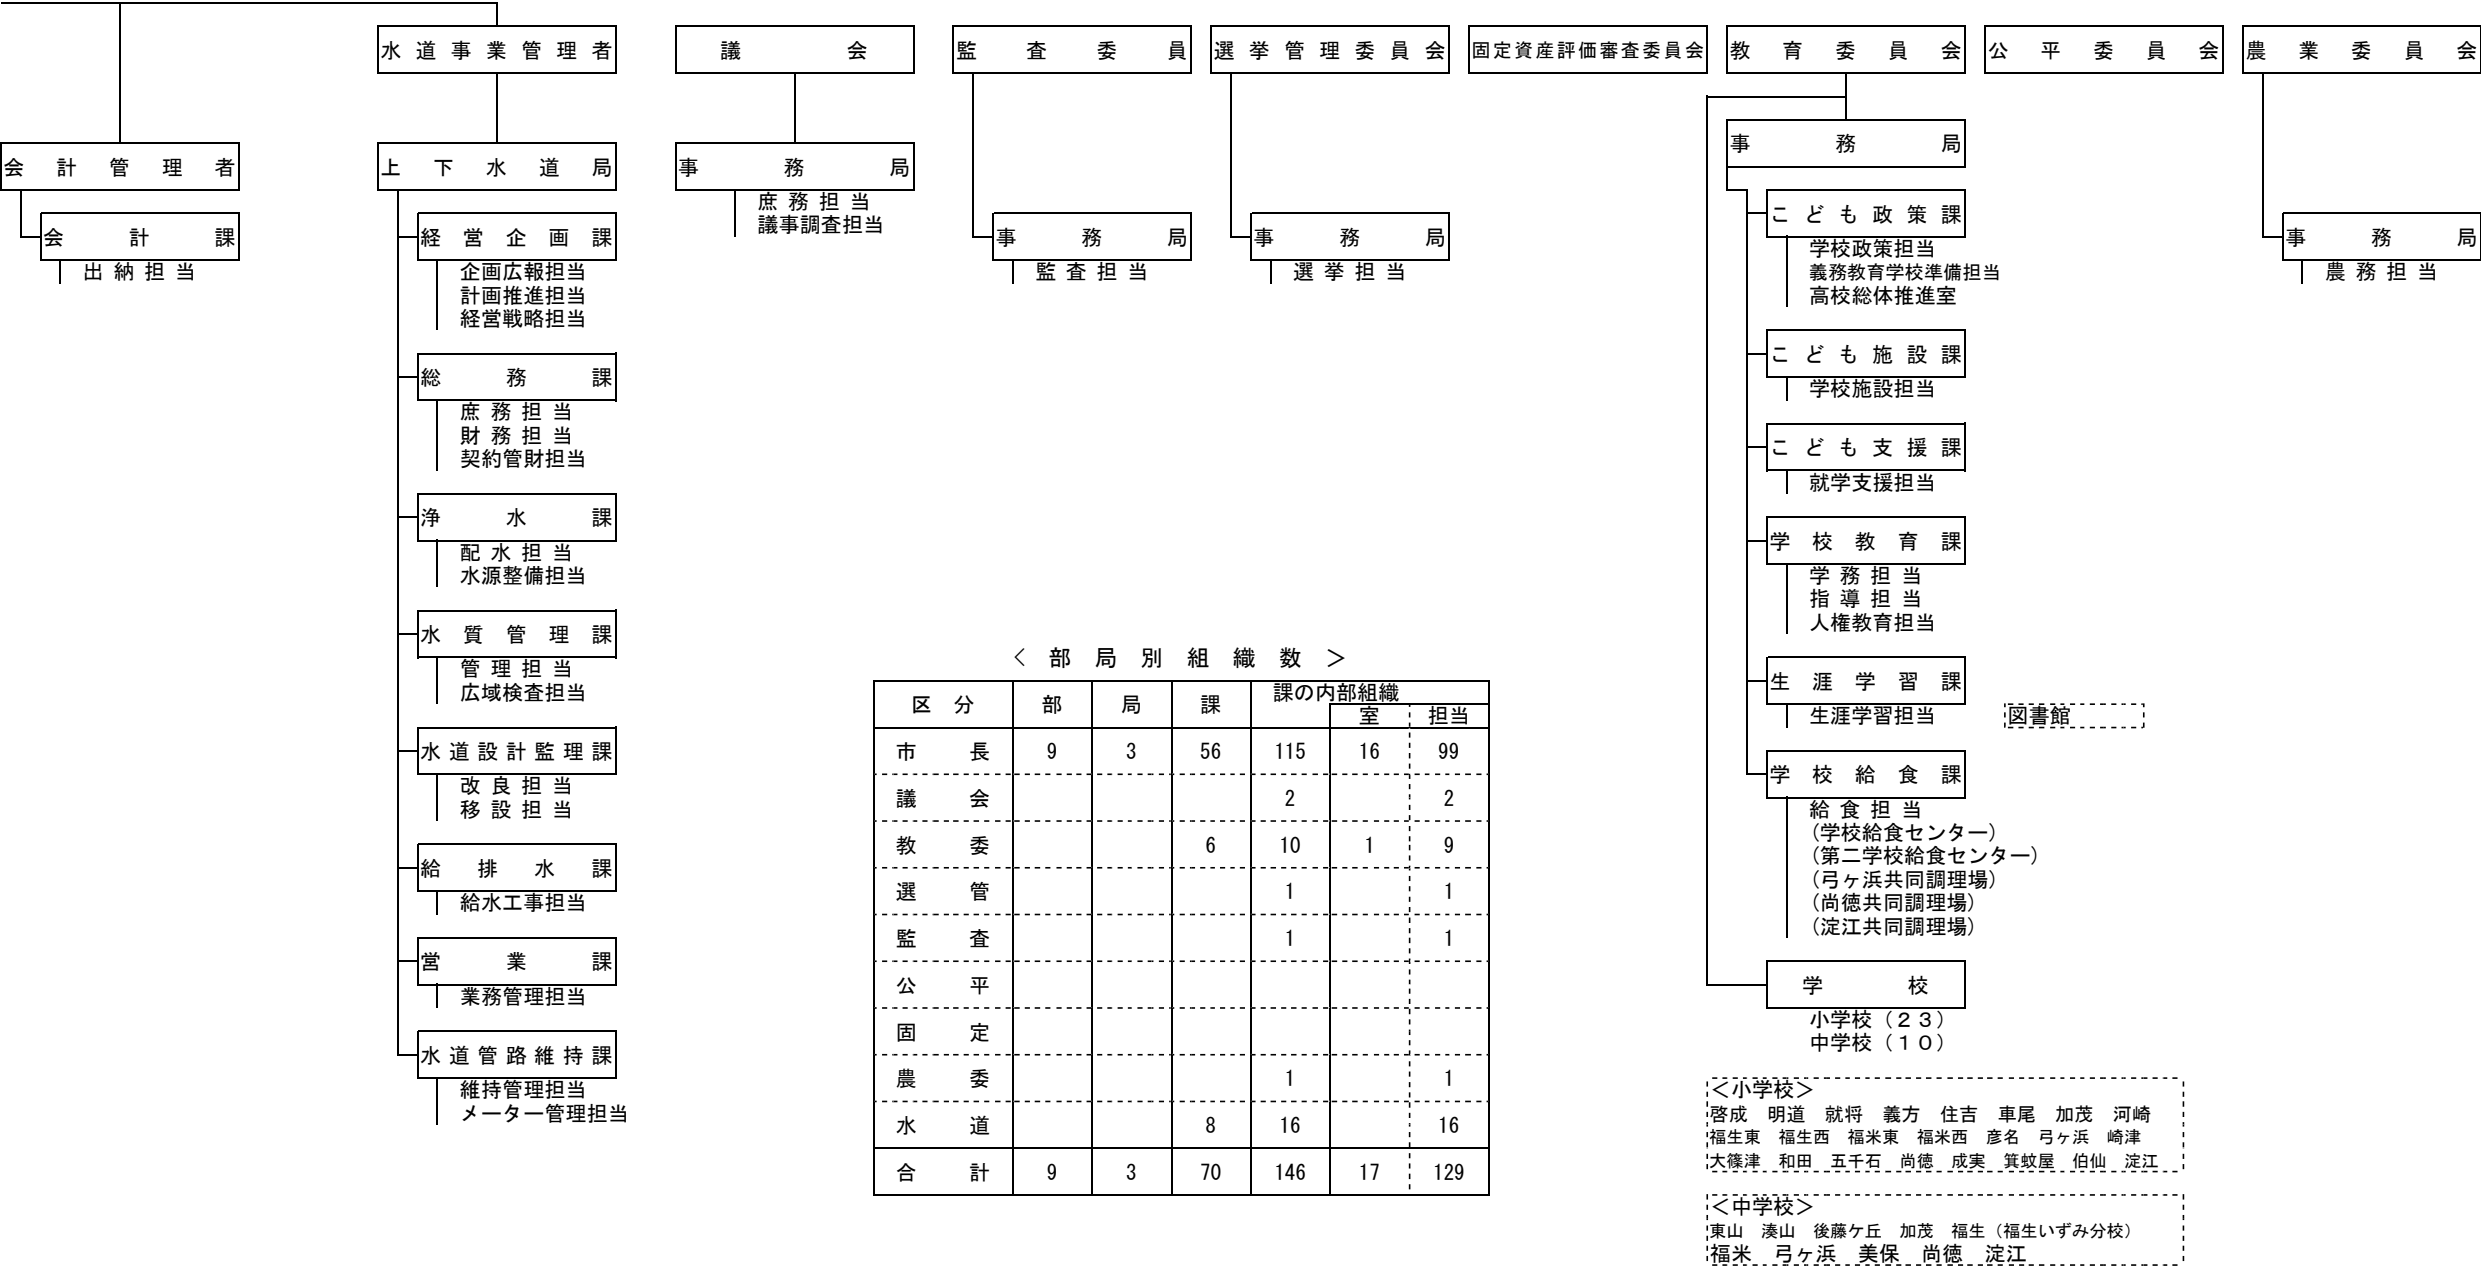 水道事業管理者
議会
監査委員
選挙管理委員会
固定資産評価審査委員会
教育委員会
公平委員会
農業委員会
会計管理者
会計課
出納担当
上下水道局
経営企画課
企画広報担当
計画推進担当
経営戦略担当
総務課
庶務担当
財務担当
契約管財担当
浄水課
配水担当
水源整備担当
水質管理課
管理担当
広域検査担当
水道設計監理課
改良担当
移設担当
給排水課
給水工事担当
営業課
業務管理担当
水道管路維持課
維持管理担当
メーター管理担当
事務局
庶務担当
議事調査担当
事務局
監査担当
事務局
選挙担当
事務局
こども政策課
学校政策担当
義務教育学校準備担当
高校総体推進室
こども施設課
学校施設担当
こども支援課
就学支援担当
学校教育課
学務担当
指導担当
人権教育担当
生涯学習課
生涯学習担当
図書館
学校給食課
給食担当
（学校給食センター）
（第二学校給食センター）
（弓ヶ浜共同調理場）
（尚徳共同調理場）
（淀江共同調理場）
学校
小学校（２３）
中学校（１０）
事務局
農務担当
＜部局別組織数＞
区分 部 局 課 課の内部組織
室 担当
市長 9 3 56 115 16 99
議会 2 2
教委 6 10 1 9
選管 1 1
監査 1 1
公平
固定
農委 1 1
水道 8 16 16
合計 9 3 70 146 17 129
＜小学校＞
啓成　明道　就将　義方　住吉　車尾　加茂　河崎
福生東　福生西　福米東　福米西　彦名　弓ヶ浜　崎津
大篠津　和田　五千石　尚徳　成実　箕蚊屋　伯仙　淀江
＜中学校＞
東山　湊山　後藤ケ丘　加茂　福生（福生いずみ分校）
福米　弓ヶ浜　美保　尚徳　淀江